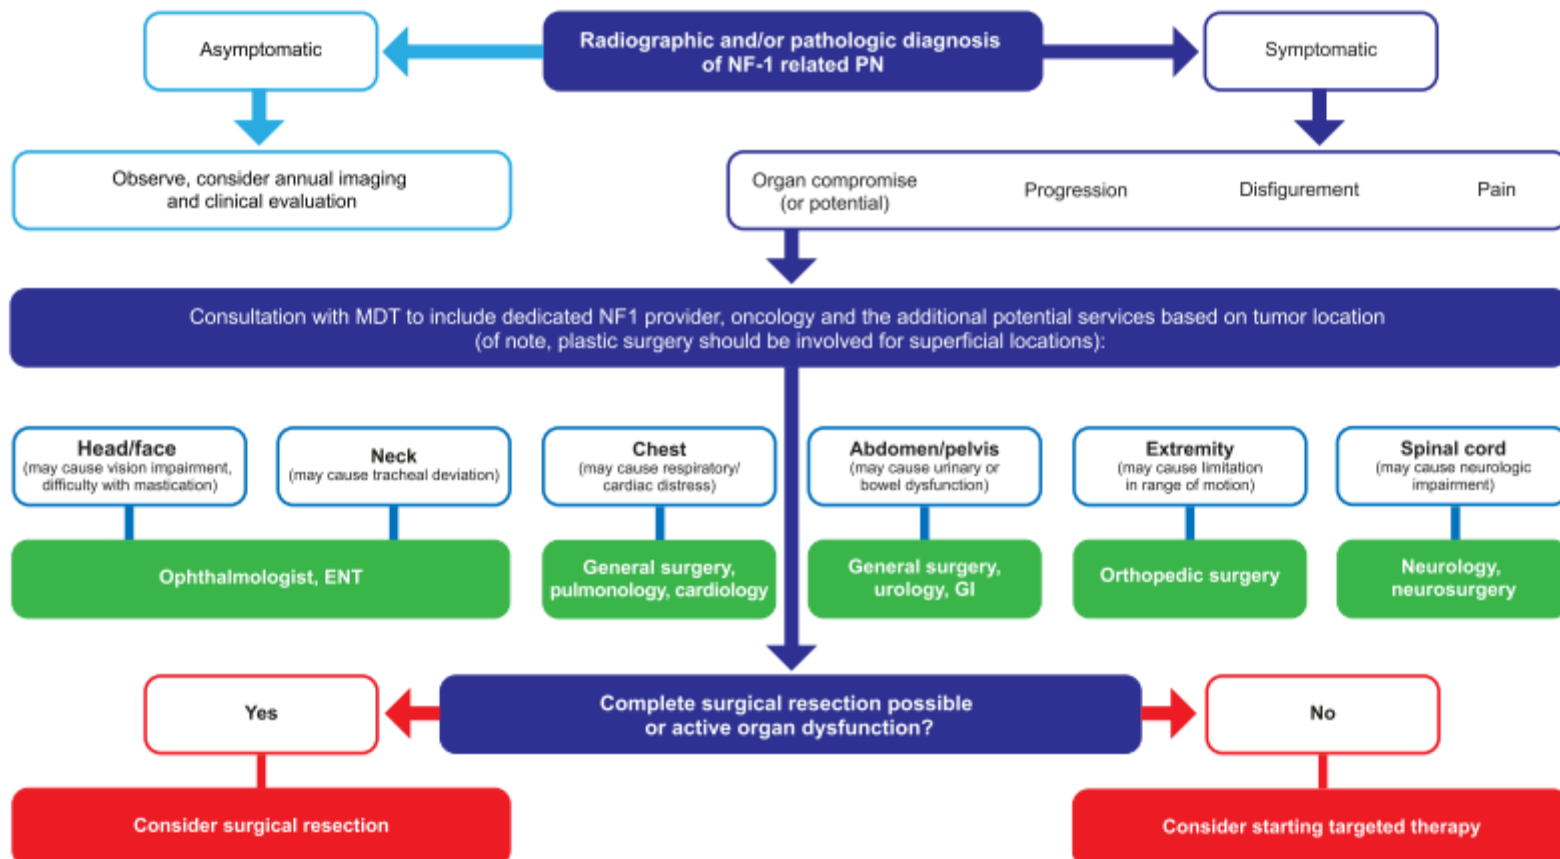 Asymptomatic
Radiographic and/or pathologic diagnosis
of NF-1 related PN
Symptomatic
Observe, consider annual imaging
and clinical evaluation
Organ compromise
(or potential)
Progression
Disfigurement
Pain
Consultation with MDT to include dedicated NF1 provider, oncology and the additional potential services based on tumor location
(of note, plastic surgery should be involved for superficial locations):
Head/face
(may cause vision impairment,
difficulty with mastication)
Neck
(may cause tracheal deviation)
Chest
(may cause respiratory/
cardiac distress)
Abdomen/pelvis
(may cause urinary or
bowel dysfunction)
Extremity
(may cause limitation
in range of motion)
Spinal cord
(may cause neurologic
impairment)
Ophthalmologist, ENT
General surgery,
pulmonology, cardiology
General surgery,
urology, GI
Orthopedic surgery
Neurology,
neurosurgery
Yes
Complete surgical resection possible
or active organ dysfunction?
No
Consider surgical resection
Consider starting targeted therapy